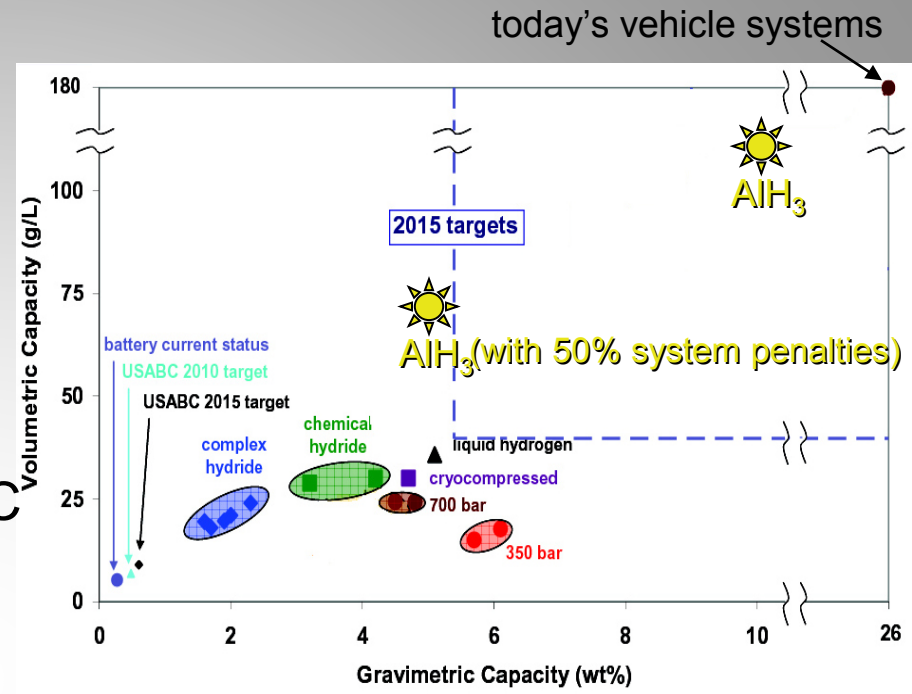 today's vehicle systems
180
100
75
50
25
0
Volumetric Capacity (g/L)
C
2015 targets
AlH3
AlH3(with 50% system penalties)
battery current status
USABC 2010 target
USABC 2015 target
complex
hydride
chemical
hydride
liquid hydrogen
cryocompressed
700 bar
350 bar
0 2 4 6 8 10 26
Gravimetric Capacity (wt%)